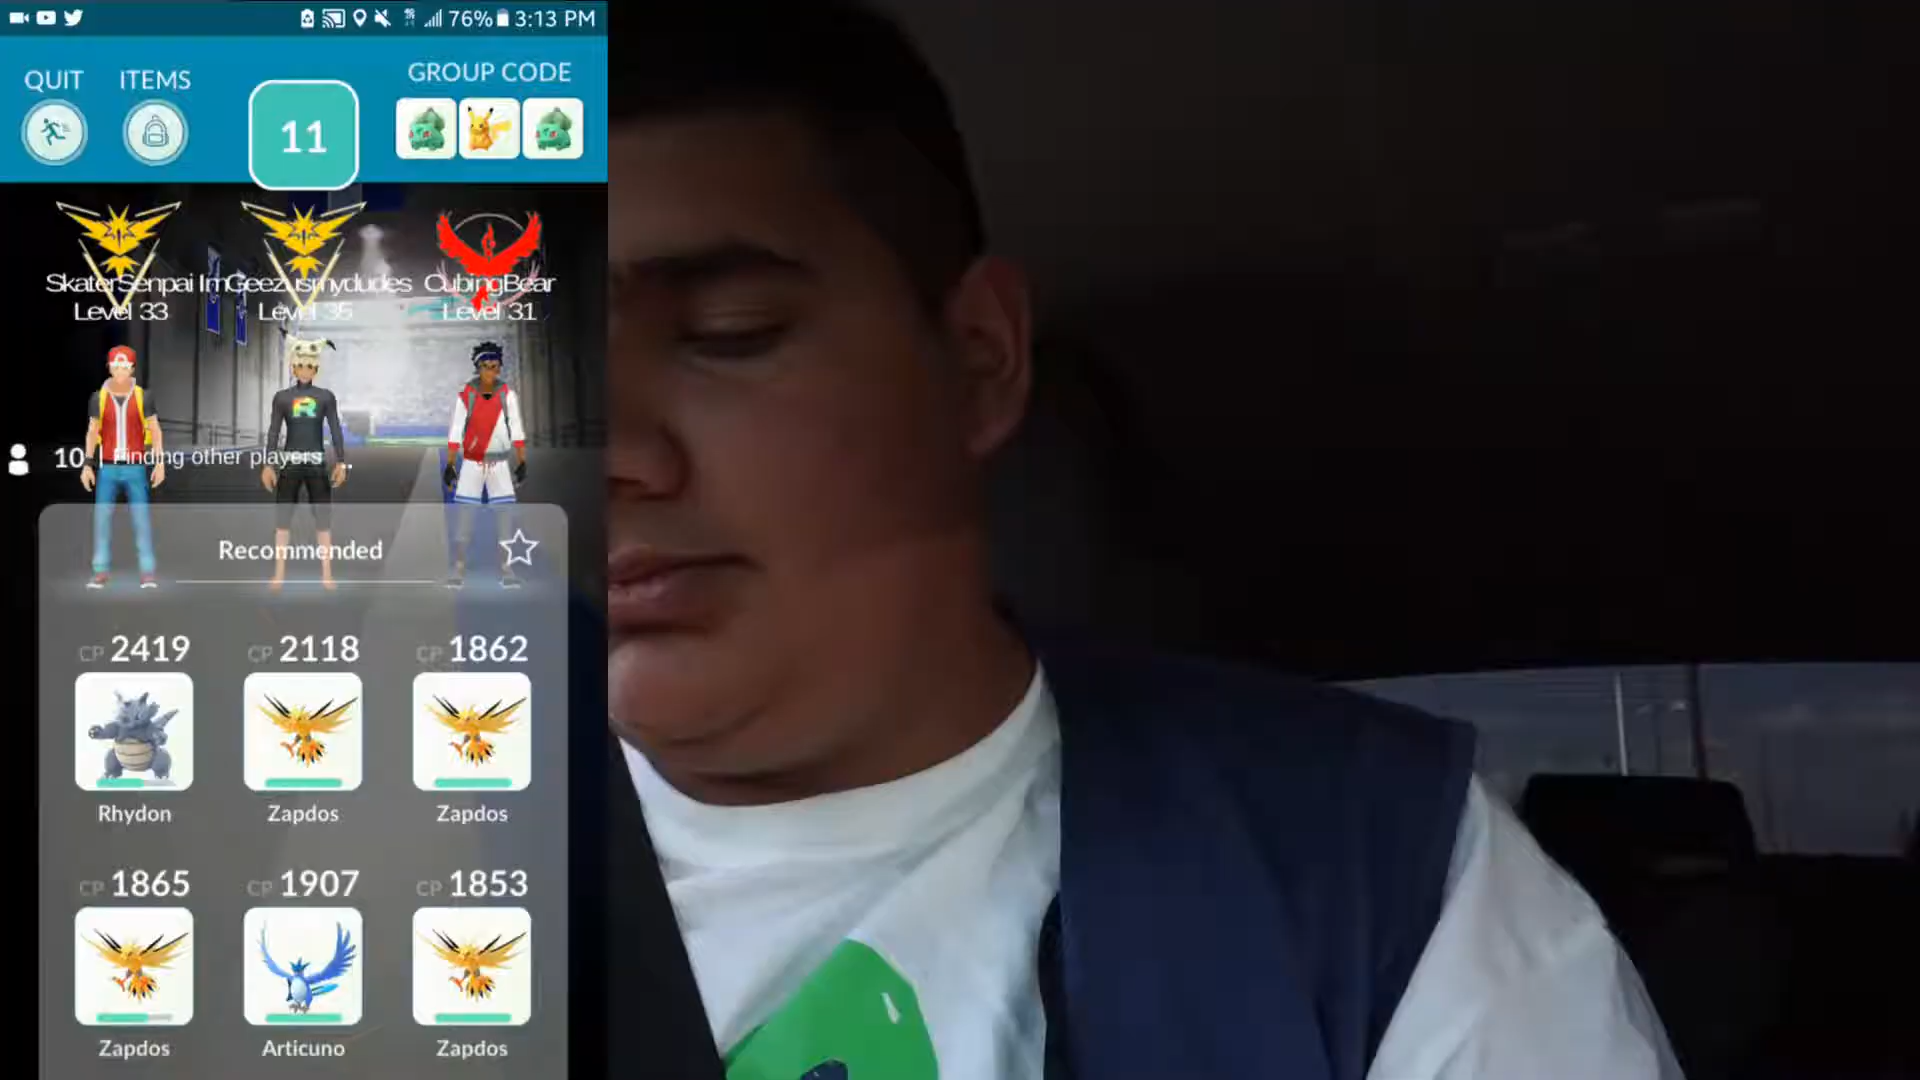 76% 3:13 PM
QUIT ITEMS GROUP CODE
11
SkaterSenpai ImGeezusmydudes CubingBear
Level 33 Level 35 Level 31
10 | Finding other players ..
Recommended
CP 2419 CP 2118 CP 1862
Rhydon Zapdos Zapdos
CP 1865 CP 1907 CP 1853
Zapdos Articuno Zapdos